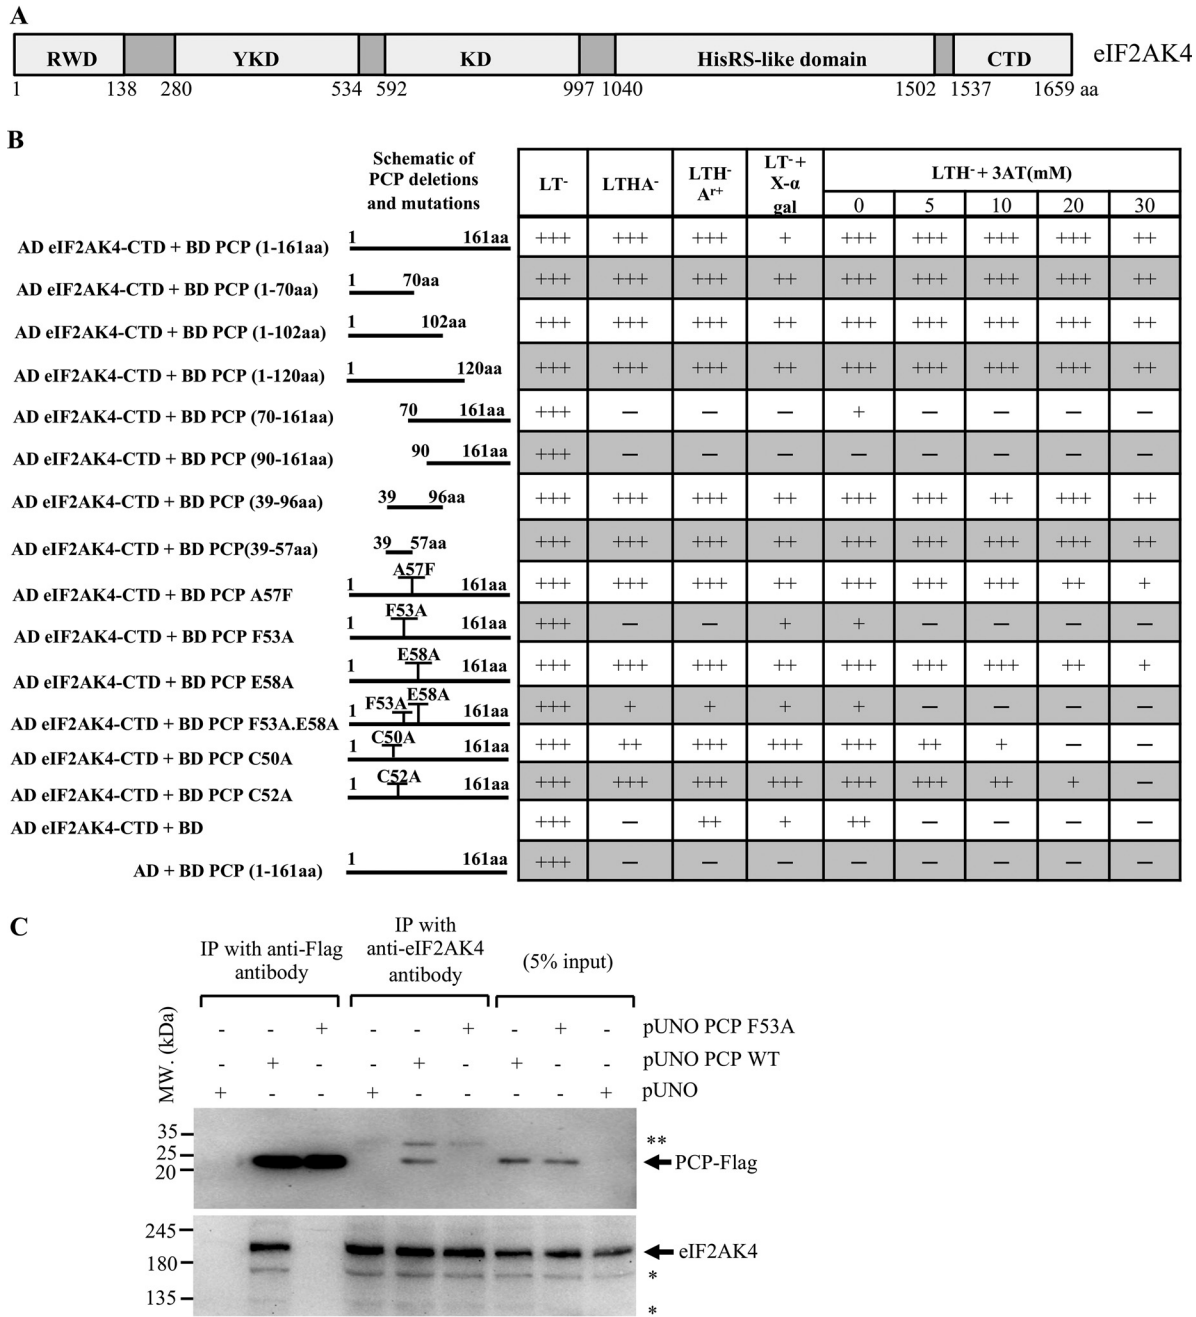 A
RWD YKD KD HisRS-like domain CTD eIF2AK4
1 138 280 534 592 997 1040 1502 1537 1659 aa
B
Schematic of
PCP deletions
and mutations
LT- LTHA- LTH- Ar+ LT-+ X-α gal LTH-+ 3AT(mM)
0 5 10 20 30
AD eIF2AK4-CTD + BD PCP (1-161aa) 1 161aa +++ +++ +++ + +++ +++ +++ +++ ++
AD eIF2AK4-CTD + BD PCP (1-70aa) 1 70aa +++ +++ +++ ++ +++ +++ +++ +++ ++
AD eIF2AK4-CTD + BD PCP (1-102aa) 1 102aa +++ +++ +++ ++ +++ +++ +++ +++ ++
AD eIF2AK4-CTD + BD PCP (1-120aa) 1 120aa +++ +++ +++ ++ +++ +++ +++ +++ ++
AD eIF2AK4-CTD + BD PCP (70-161aa) 70 161aa +++ – – – + – – – –
AD eIF2AK4-CTD + BD PCP (90-161aa) 90 161aa +++ – – – – – – – –
AD eIF2AK4-CTD + BD PCP (39-96aa) 39 96aa +++ +++ +++ ++ +++ +++ ++ +++ ++
AD eIF2AK4-CTD + BD PCP(39-57aa) 39 57aa +++ +++ +++ ++ +++ +++ +++ +++ ++
AD eIF2AK4-CTD + BD PCP A57F 1 A57F 161aa +++ +++ +++ ++ +++ +++ +++ ++ +
AD eIF2AK4-CTD + BD PCP F53A 1 F53A 161aa +++ – – + + – – – –
AD eIF2AK4-CTD + BD PCP E58A 1 E58A 161aa +++ +++ +++ ++ +++ +++ +++ ++ +
AD eIF2AK4-CTD + BD PCP F53A.E58A 1 F53A E58A 161aa +++ + + + + – – – –
AD eIF2AK4-CTD + BD PCP C50A 1 C50A 161aa +++ ++ +++ +++ +++ ++ + – –
AD eIF2AK4-CTD + BD PCP C52A 1 C52A 161aa +++ +++ +++ +++ +++ +++ ++ + –
AD eIF2AK4-CTD + BD +++ – ++ + ++ – – – –
AD + BD PCP (1-161aa) 1 161aa +++ – – – – – – – –
C
IP with anti-Flag
antibody
IP with
anti-eIF2AK4
antibody
(5% input)
MW. (kDa)
- - + - - + - + - pUNO PCP F53A
- + - - + - + - - pUNO PCP WT
+ - - + - - - - + pUNO
35 **
25 PCP-Flag
20
245
eIF2AK4
180 *
135 *